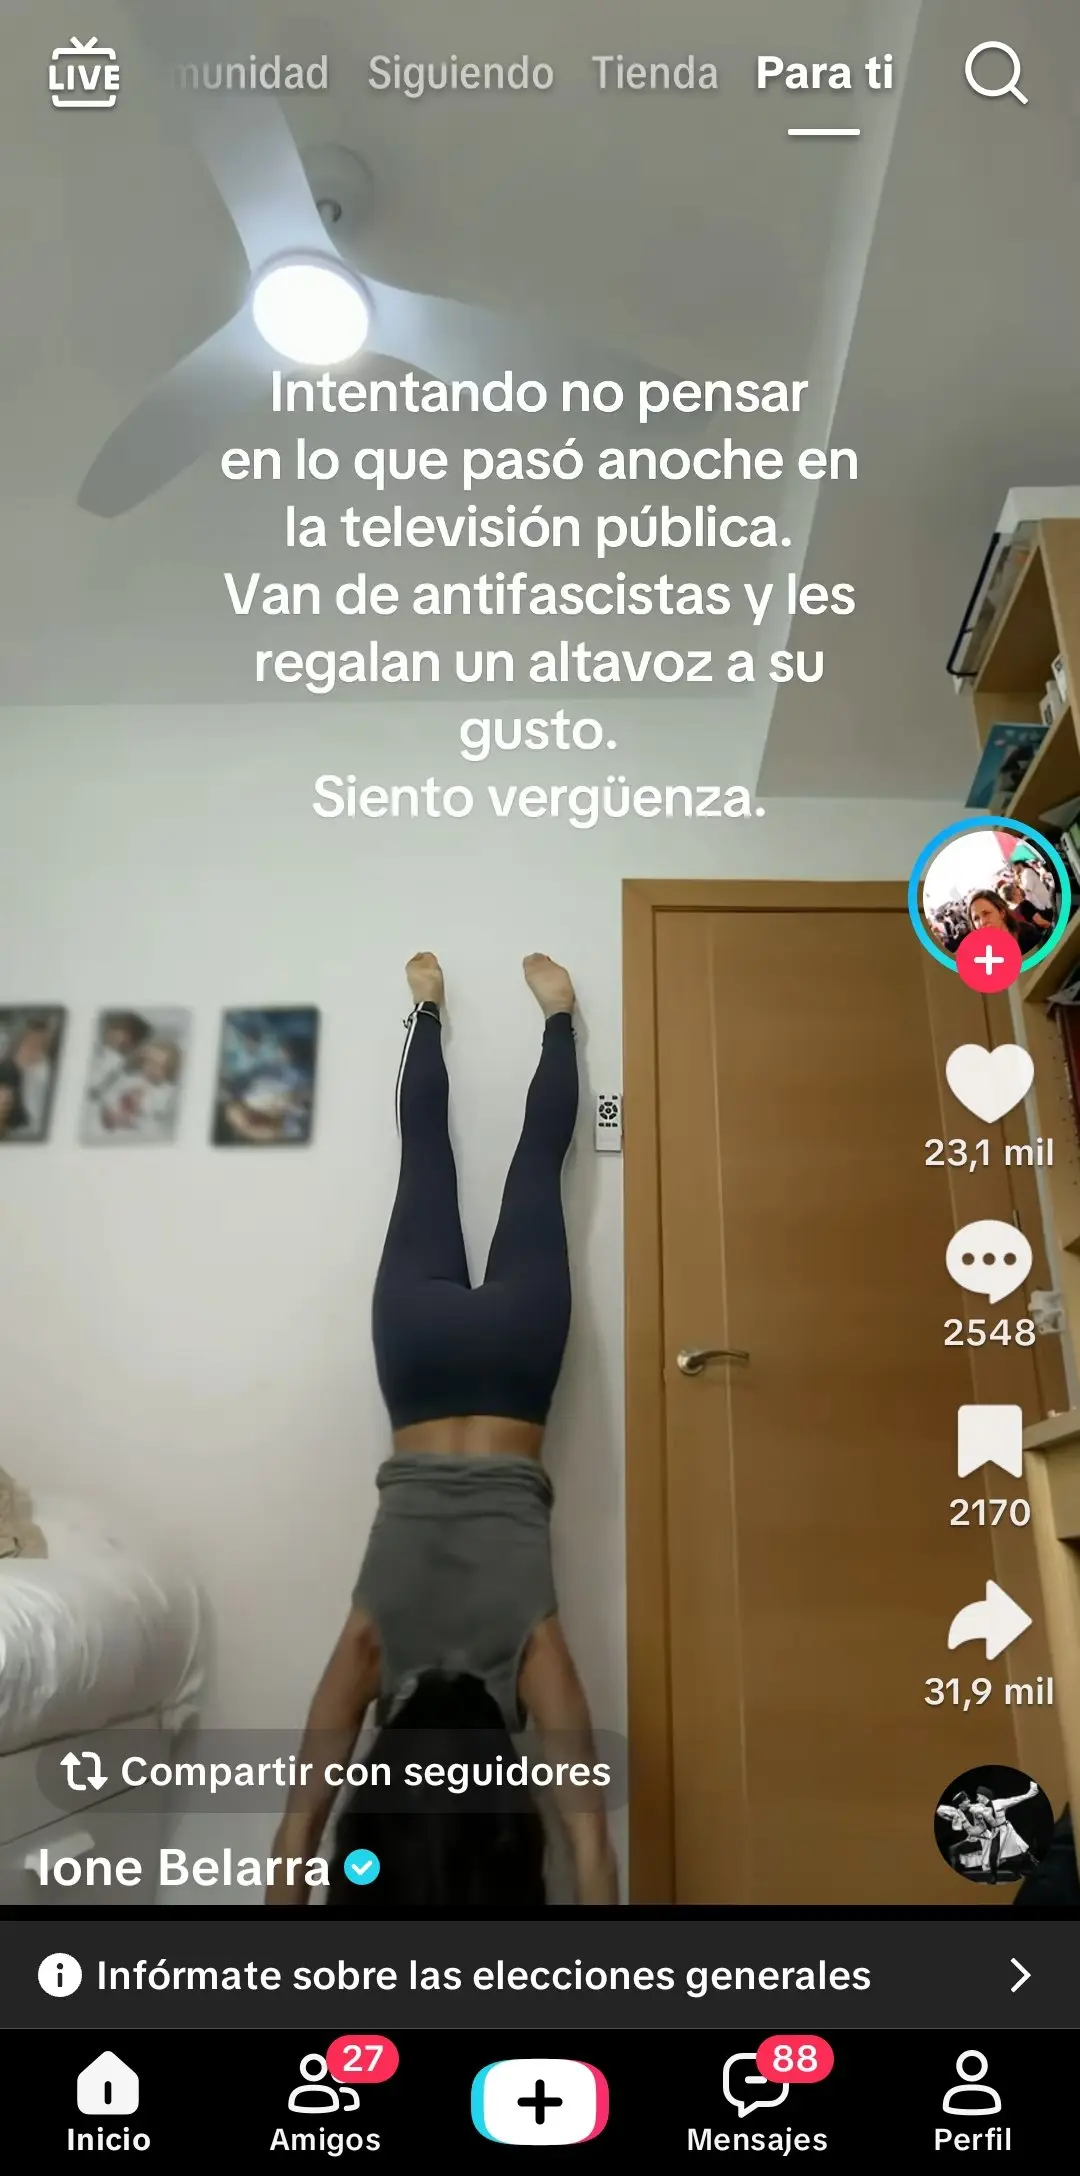 LIVE
munidad Siguiendo Tienda Para ti
Intentando no pensar
en lo que pasó anoche en
la televisión pública.
Van de antifascistas y les
regalan un altavoz a su
gusto.
Siento vergüenza.
23,1 mil
2548
2170
31,9 mil
Compartir con seguidores
Ione Belarra
Infórmate sobre las elecciones generales
27
88
Inicio Amigos Mensajes Perfil